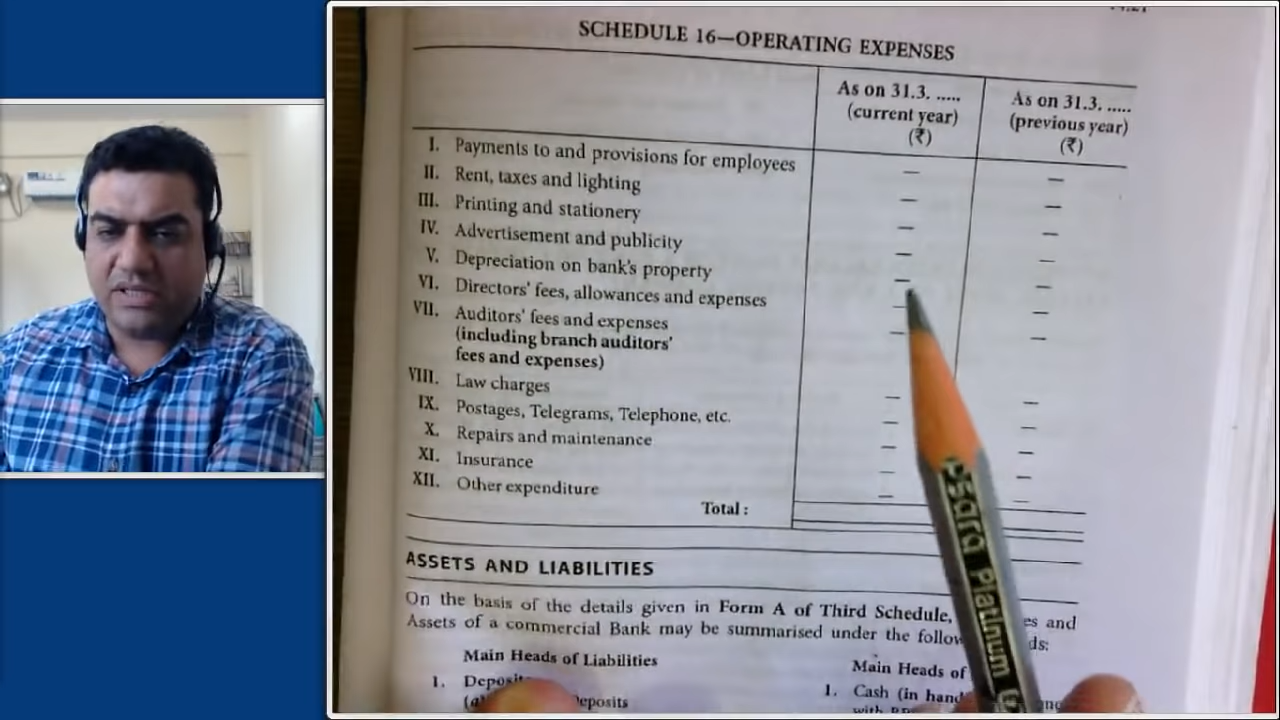 SCHEDULE 16—OPERATING EXPENSES
As on 31.3. .....
(current year)
(₹)
As on 31.3. .....
(previous year)
(₹)
I. Payments to and provisions for employees — —
II. Rent, taxes and lighting — —
III. Printing and stationery — —
IV. Advertisement and publicity — —
V. Depreciation on bank's property — —
VI. Directors' fees, allowances and expenses — —
VII. Auditors' fees and expenses — —
(including branch auditors'
fees and expenses)
VIII. Law charges — —
IX. Postages, Telegrams, Telephone, etc. — —
X. Repairs and maintenance — —
XI. Insurance — —
XII. Other expenditure — —
Total :
ASSETS AND LIABILITIES
On the basis of the details given in Form A of Third Schedule, and
Assets of a commercial Bank may be summarised under the
Main Heads of Liabilities
Main Heads of
1.
1. Cash (in
Platinum